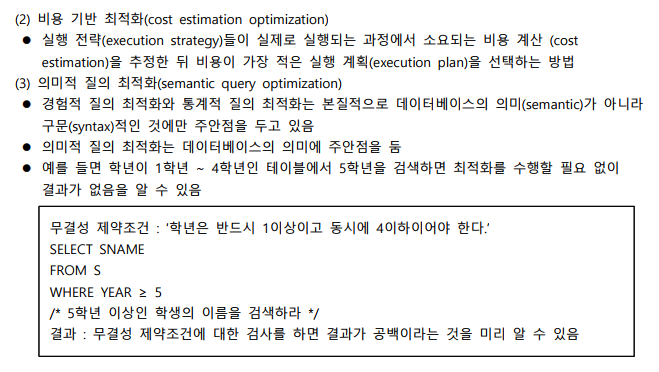 (2) 비용 기반 최적화(cost estimation optimization)
● 실행 전략(execution strategy)들이 실제로 실행되는 과정에서 소요되는 비용 계산 (cost
estimation)을 추정한 뒤 비용이 가장 적은 실행 계획(execution plan)을 선택하는 방법
(3) 의미적 질의 최적화(semantic query optimization)
● 경험적 질의 최적화와 통계적 질의 최적화는 본질적으로 데이터베이스의 의미(semantic)가 아니라
구문(syntax)적인 것에만 주안점을 두고 있음
● 의미적 질의 최적화는 데이터베이스의 의미에 주안점을 둠
● 예를 들면 학년이 1학년 ~ 4학년인 테이블에서 5학년을 검색하면 최적화를 수행할 필요 없이
결과가 없음을 알 수 있음
무결성 제약조건 : '학년은 반드시 1이상이고 동시에 4이하이어야 한다.'
SELECT SNAME
FROM S
WHERE YEAR ≥ 5
/* 5학년 이상인 학생의 이름을 검색하라 */
결과 : 무결성 제약조건에 대한 검사를 하면 결과가 공백이라는 것을 미리 알 수 있음